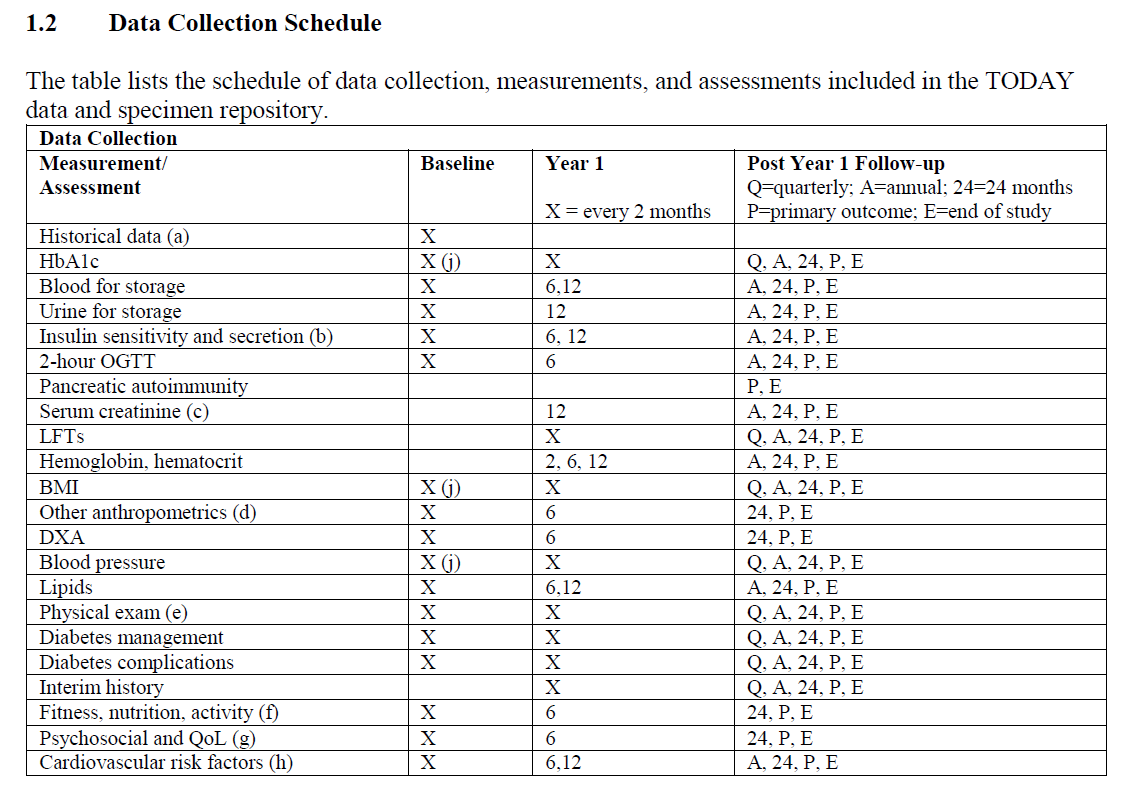 1.2 Data Collection Schedule
The table lists the schedule of data collection, measurements, and assessments included in the TODAY
data and specimen repository.
Data Collection
Measurement/ Baseline Year 1 Post Year 1 Follow-up
Assessment Q=quarterly; A=annual; 24=24 months
X = every 2 months P=primary outcome; E=end of study
Historical data (a) X
HbA1c X (j) X Q, A, 24, P, E
Blood for storage X 6,12 A, 24, P, E
Urine for storage X 12 A, 24, P, E
Insulin sensitivity and secretion (b) X 6, 12 A, 24, P, E
2-hour OGTT X 6 A, 24, P, E
Pancreatic autoimmunity P, E
Serum creatinine (c) 12 A, 24, P, E
LFTs X Q, A, 24, P, E
Hemoglobin, hematocrit 2, 6, 12 A, 24, P, E
BMI X (j) X Q, A, 24, P, E
Other anthropometrics (d) X 6 24, P, E
DXA X 6 24, P, E
Blood pressure X (j) X Q, A, 24, P, E
Lipids X 6,12 A, 24, P, E
Physical exam (e) X X Q, A, 24, P, E
Diabetes management X X Q, A, 24, P, E
Diabetes complications X X Q, A, 24, P, E
Interim history X Q, A, 24, P, E
Fitness, nutrition, activity (f) X 6 24, P, E
Psychosocial and QoL (g) X 6 24, P, E
Cardiovascular risk factors (h) X 6,12 A, 24, P, E